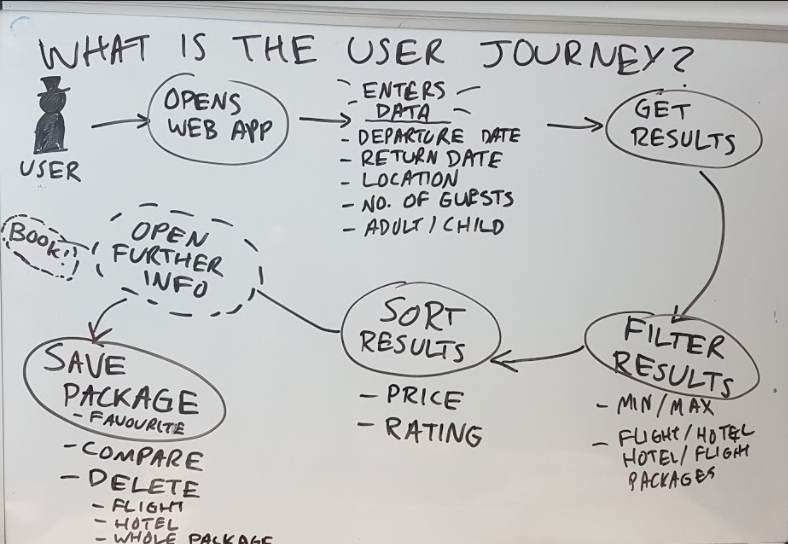 WHAT IS THE USER JOURNEY?
USER
OPENS
WEB APP
ENTERS
DATA
- DEPARTURE DATE
- RETURN DATE
- LOCATION
- NO. OF GUESTS
- ADULT / CHILD
GET
RESULTS
FILTER
RESULTS
- MIN/MAX
- FLIGHT/HOTEL
HOTEL/FLIGHT
PACKAGES
SORT
RESULTS
- PRICE
- RATING
OPEN
FURTHER
INFO
BOOK!
SAVE
PACKAGE
- FAVOURITE
- COMPARE
- DELETE
- FLIGHT
- HOTEL
- WHOLE PACKAGE